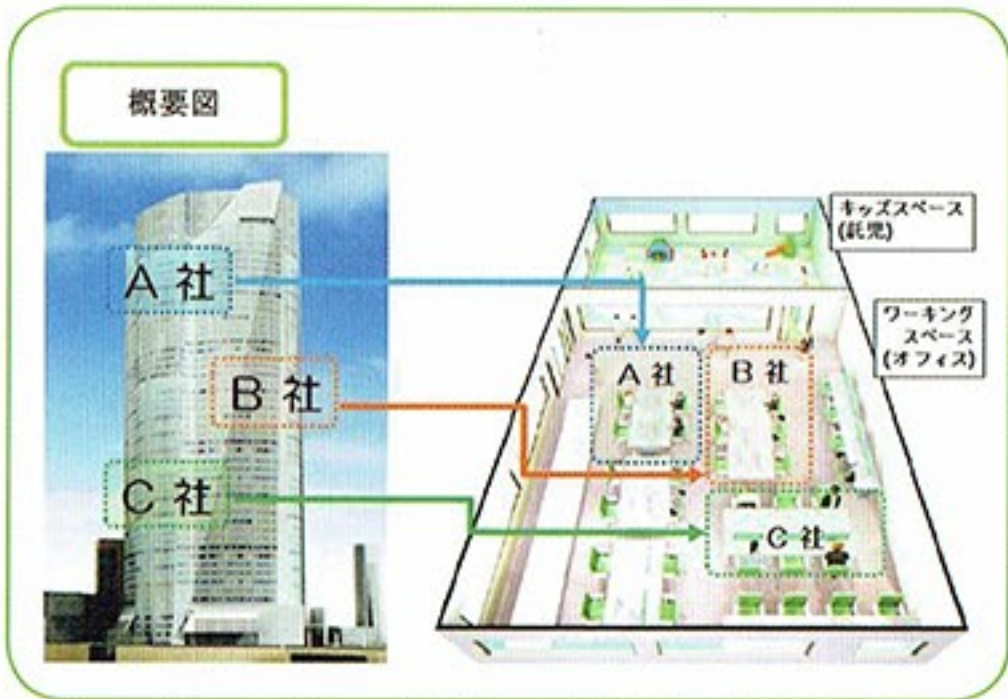 概要図
A 社
B 社
C 社
キッズスペース
(託児)
ワーキング
スペース
(オフィス)
A 社
B 社
C 社